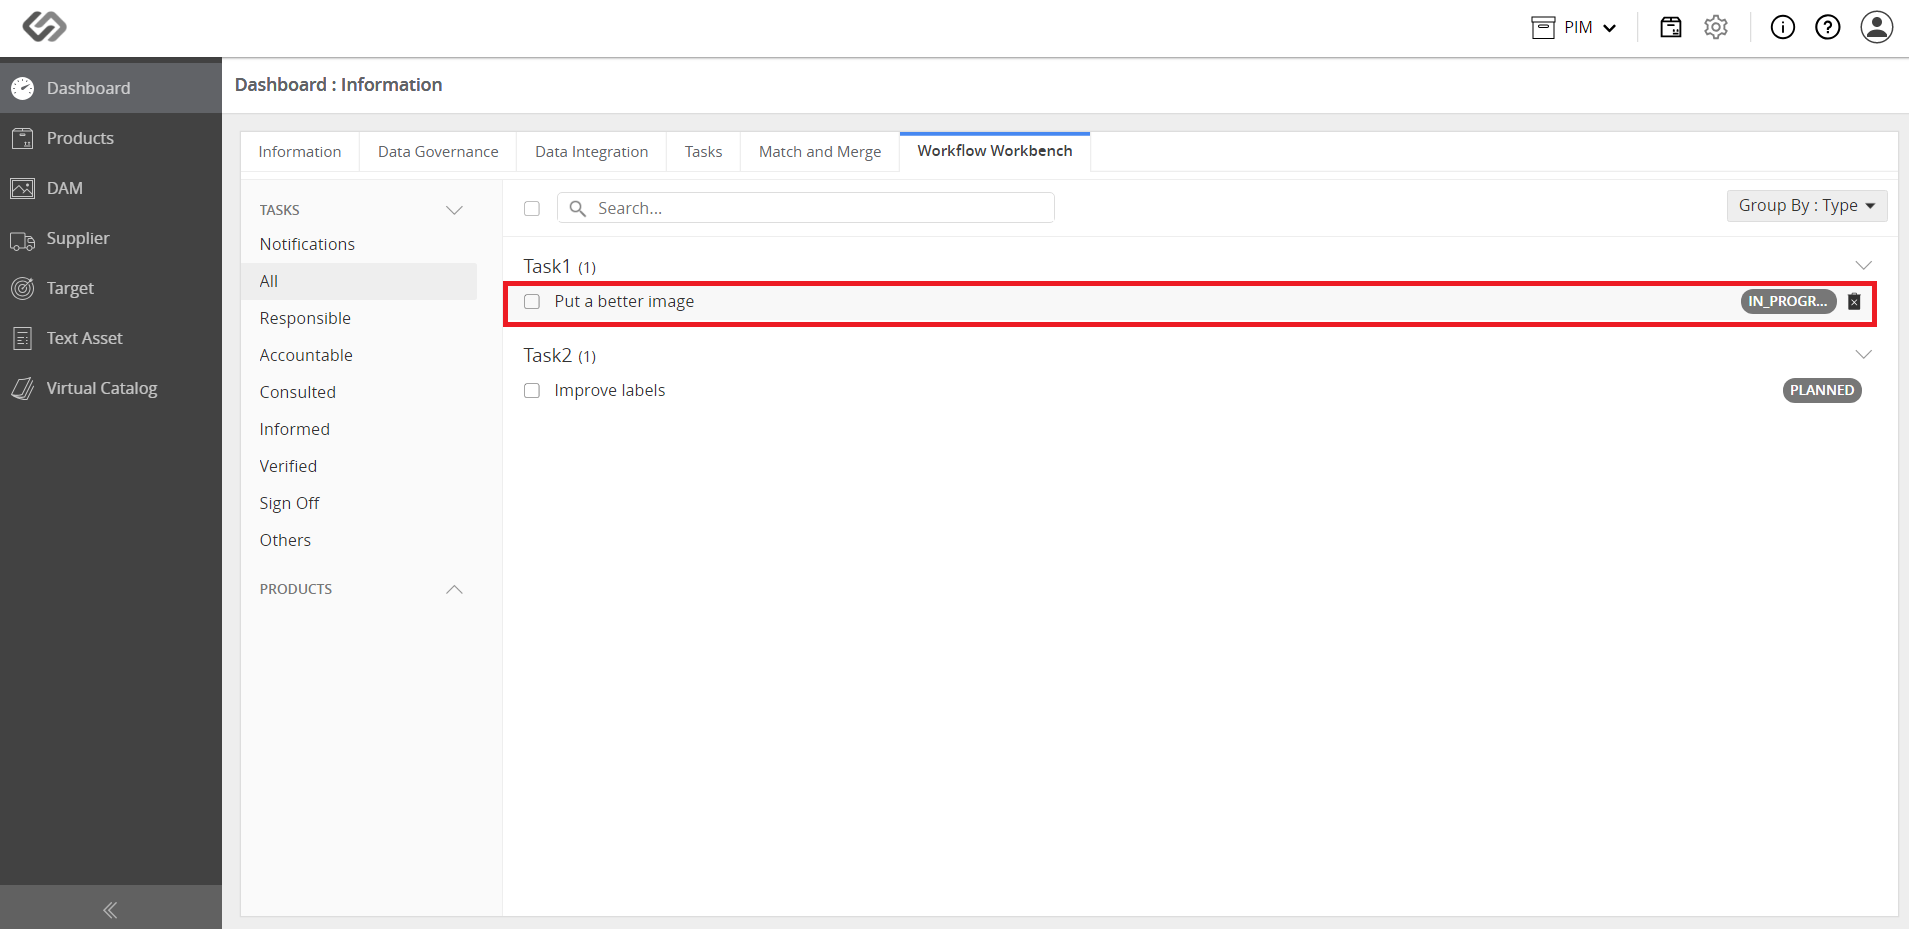 PIM
Dashboard
Products
DAM
Supplier
Target
Text Asset
Virtual Catalog
Dashboard : Information
Information Data Governance Data Integration Tasks Match and Merge Workflow Workbench
TASKS
Notifications
All
Responsible
Accountable
Consulted
Informed
Verified
Sign Off
Others
PRODUCTS
Search... Group By : Type
Task1 (1)
Put a better image IN_PROGR...
Task2 (1)
Improve labels PLANNED